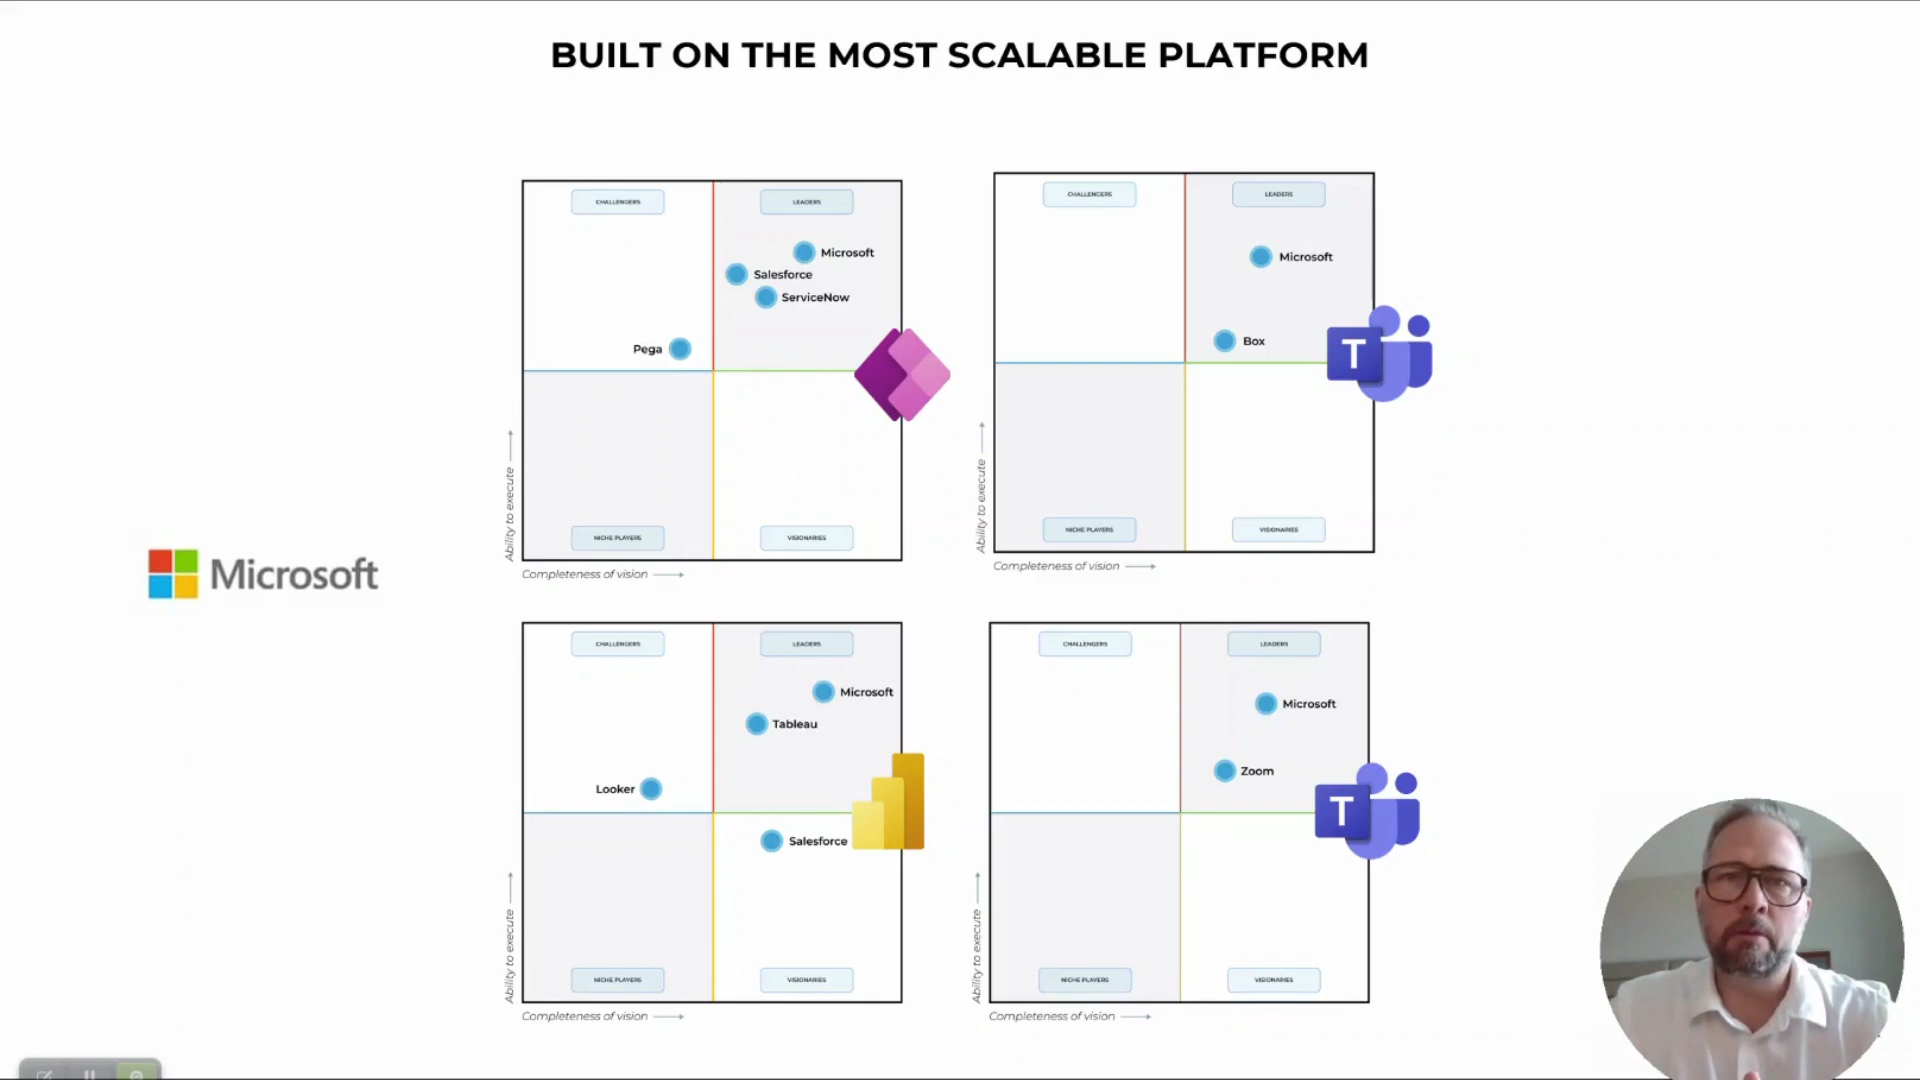 BUILT ON THE MOST SCALABLE PLATFORM
CHALLENGERS
LEADERS
Microsoft
Salesforce
ServiceNow
Pega
NICHE PLAYERS
VISIONARIES
Ability to execute
Completeness of vision
CHALLENGERS
LEADERS
Microsoft
Box
T
NICHE PLAYERS
VISIONARIES
Ability to execute
Completeness of vision
Microsoft
CHALLENGERS
LEADERS
Microsoft
Tableau
Looker
Salesforce
NICHE PLAYERS
VISIONARIES
Ability to execute
Completeness of vision
CHALLENGERS
LEADERS
Microsoft
Zoom
T
NICHE PLAYERS
VISIONARIES
Ability to execute
Completeness of vision